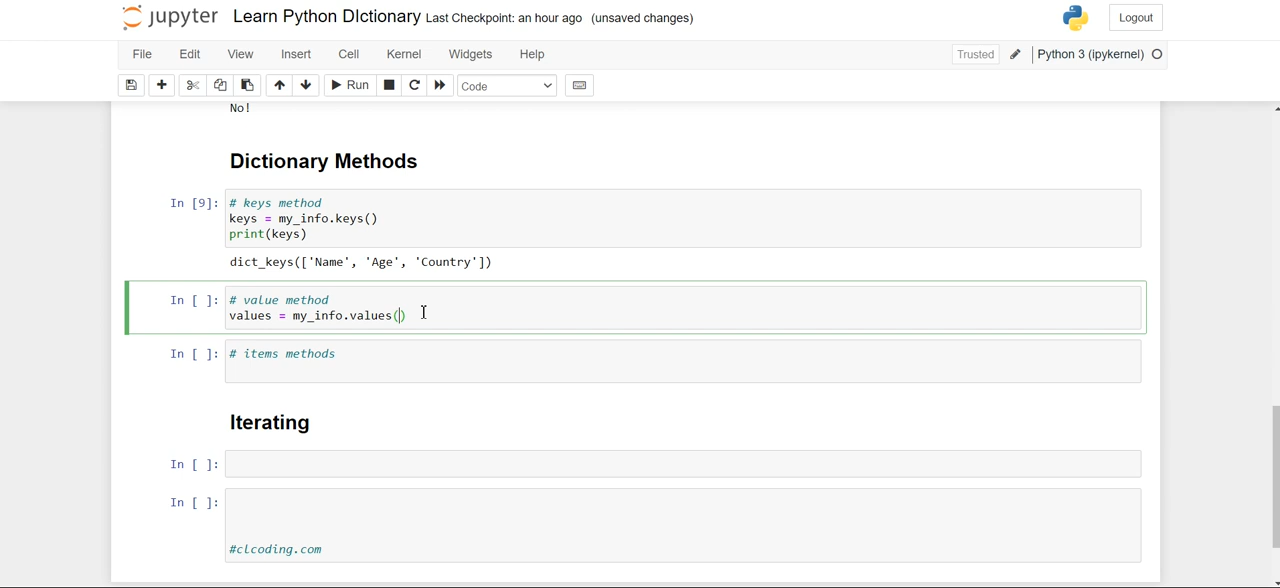 jupyter Learn Python DIctionary Last Checkpoint: an hour ago (unsaved changes) Logout
File Edit View Insert Cell Kernel Widgets Help Trusted Python 3 (ipykernel)
Run Code
No!
Dictionary Methods
In [9]: # keys method
keys = my_info.keys()
print(keys)
dict_keys(['Name', 'Age', 'Country'])
In [ ]: # value method
values = my_info.values()
In [ ]: # items methods
Iterating
In [ ]:
In [ ]:
#clcoding.com